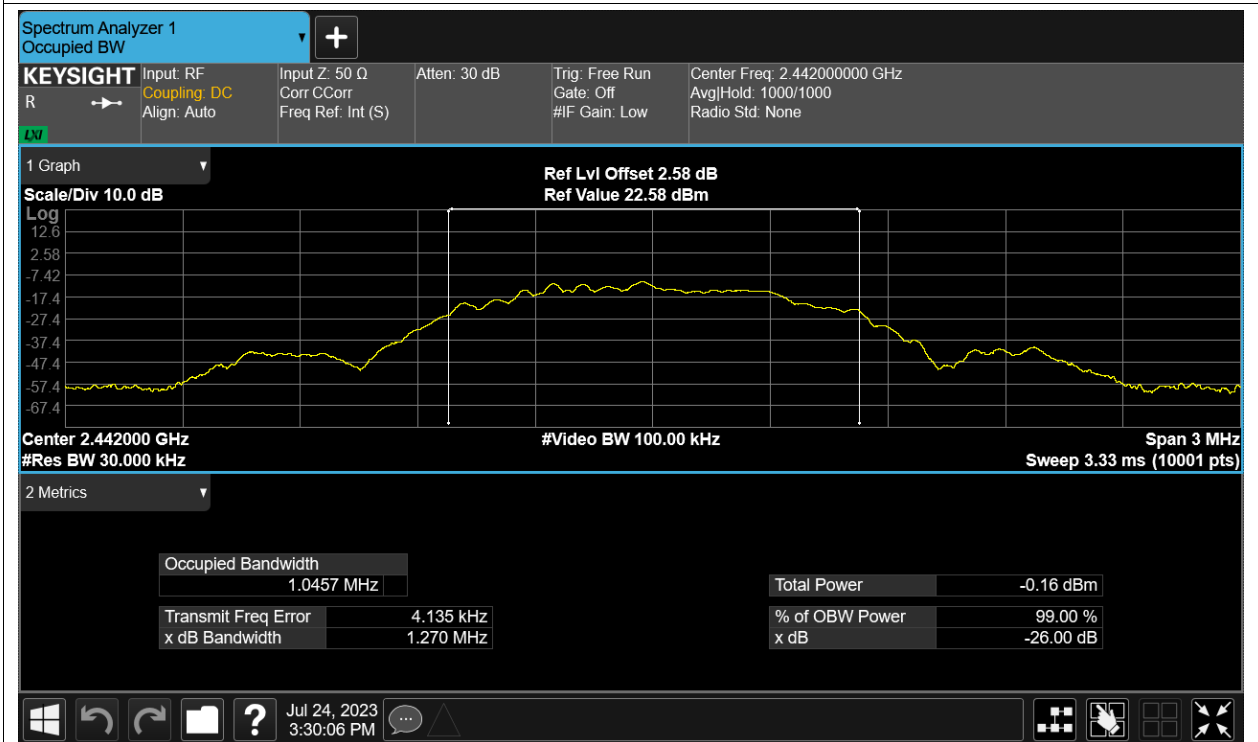 Spectrum Analyzer 1
Occupied BW
+
KEYSIGHT Input: RF Input Z: 50 Ω Atten: 30 dB Trig: Free Run Center Freq: 2.442000000 GHz
R Coupling: DC Corr CCorr Gate: Off Avg|Hold: 1000/1000
Align: Auto Freq Ref: Int (S) #IF Gain: Low Radio Std: None
LXI
1 Graph
Ref Lvl Offset 2.58 dB
Scale/Div 10.0 dB Ref Value 22.58 dBm
Log
12.6
2.58
-7.42
-17.4
-27.4
-37.4
-47.4
-57.4
-67.4
Center 2.442000 GHz #Video BW 100.00 kHz Span 3 MHz
#Res BW 30.000 kHz Sweep 3.33 ms (10001 pts)
2 Metrics
Occupied Bandwidth
1.0457 MHz Total Power -0.16 dBm
Transmit Freq Error 4.135 kHz % of OBW Power 99.00 %
x dB Bandwidth 1.270 MHz x dB -26.00 dB
? Jul 24, 2023
3:30:06 PM